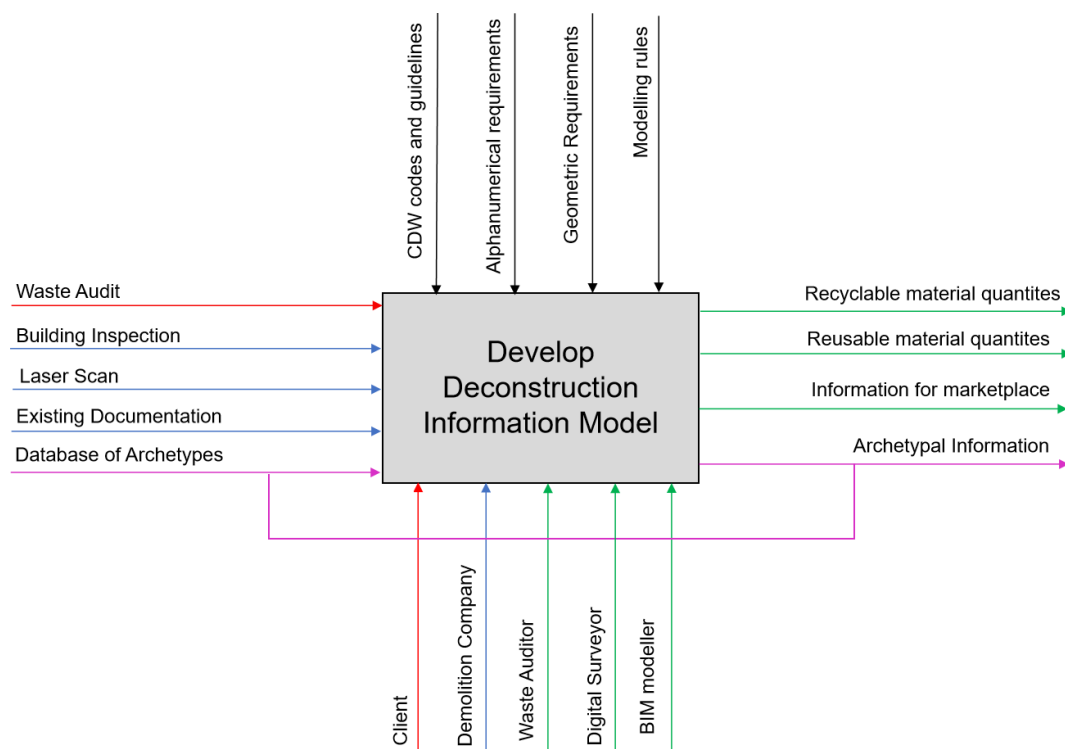 CDW codes and guidelines
Alphanumerical requirements
Geometric Requirements
Modelling rules
Waste Audit
Building Inspection
Laser Scan
Existing Documentation
Database of Archetypes
Develop
Deconstruction
Information Model
Recyclable material quantites
Reusable material quantites
Information for marketplace
Archetypal Information
Client
Demolition Company
Waste Auditor
Digital Surveyor
BIM modeller